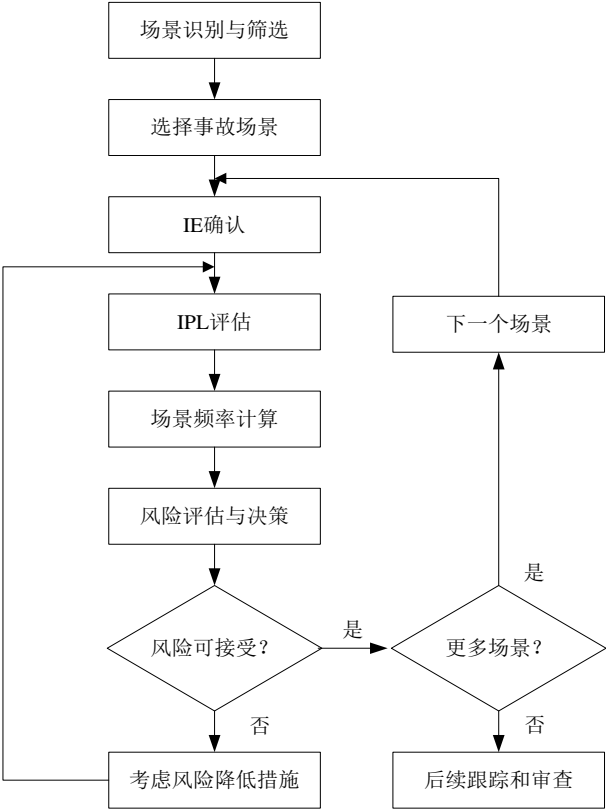 场景识别与筛选
选择事故场景
IE确认
IPL评估
下一个场景
场景频率计算
风险评估与决策
是
风险可接受?
是
更多场景?
否
否
考虑风险降低措施
后续跟踪和审查